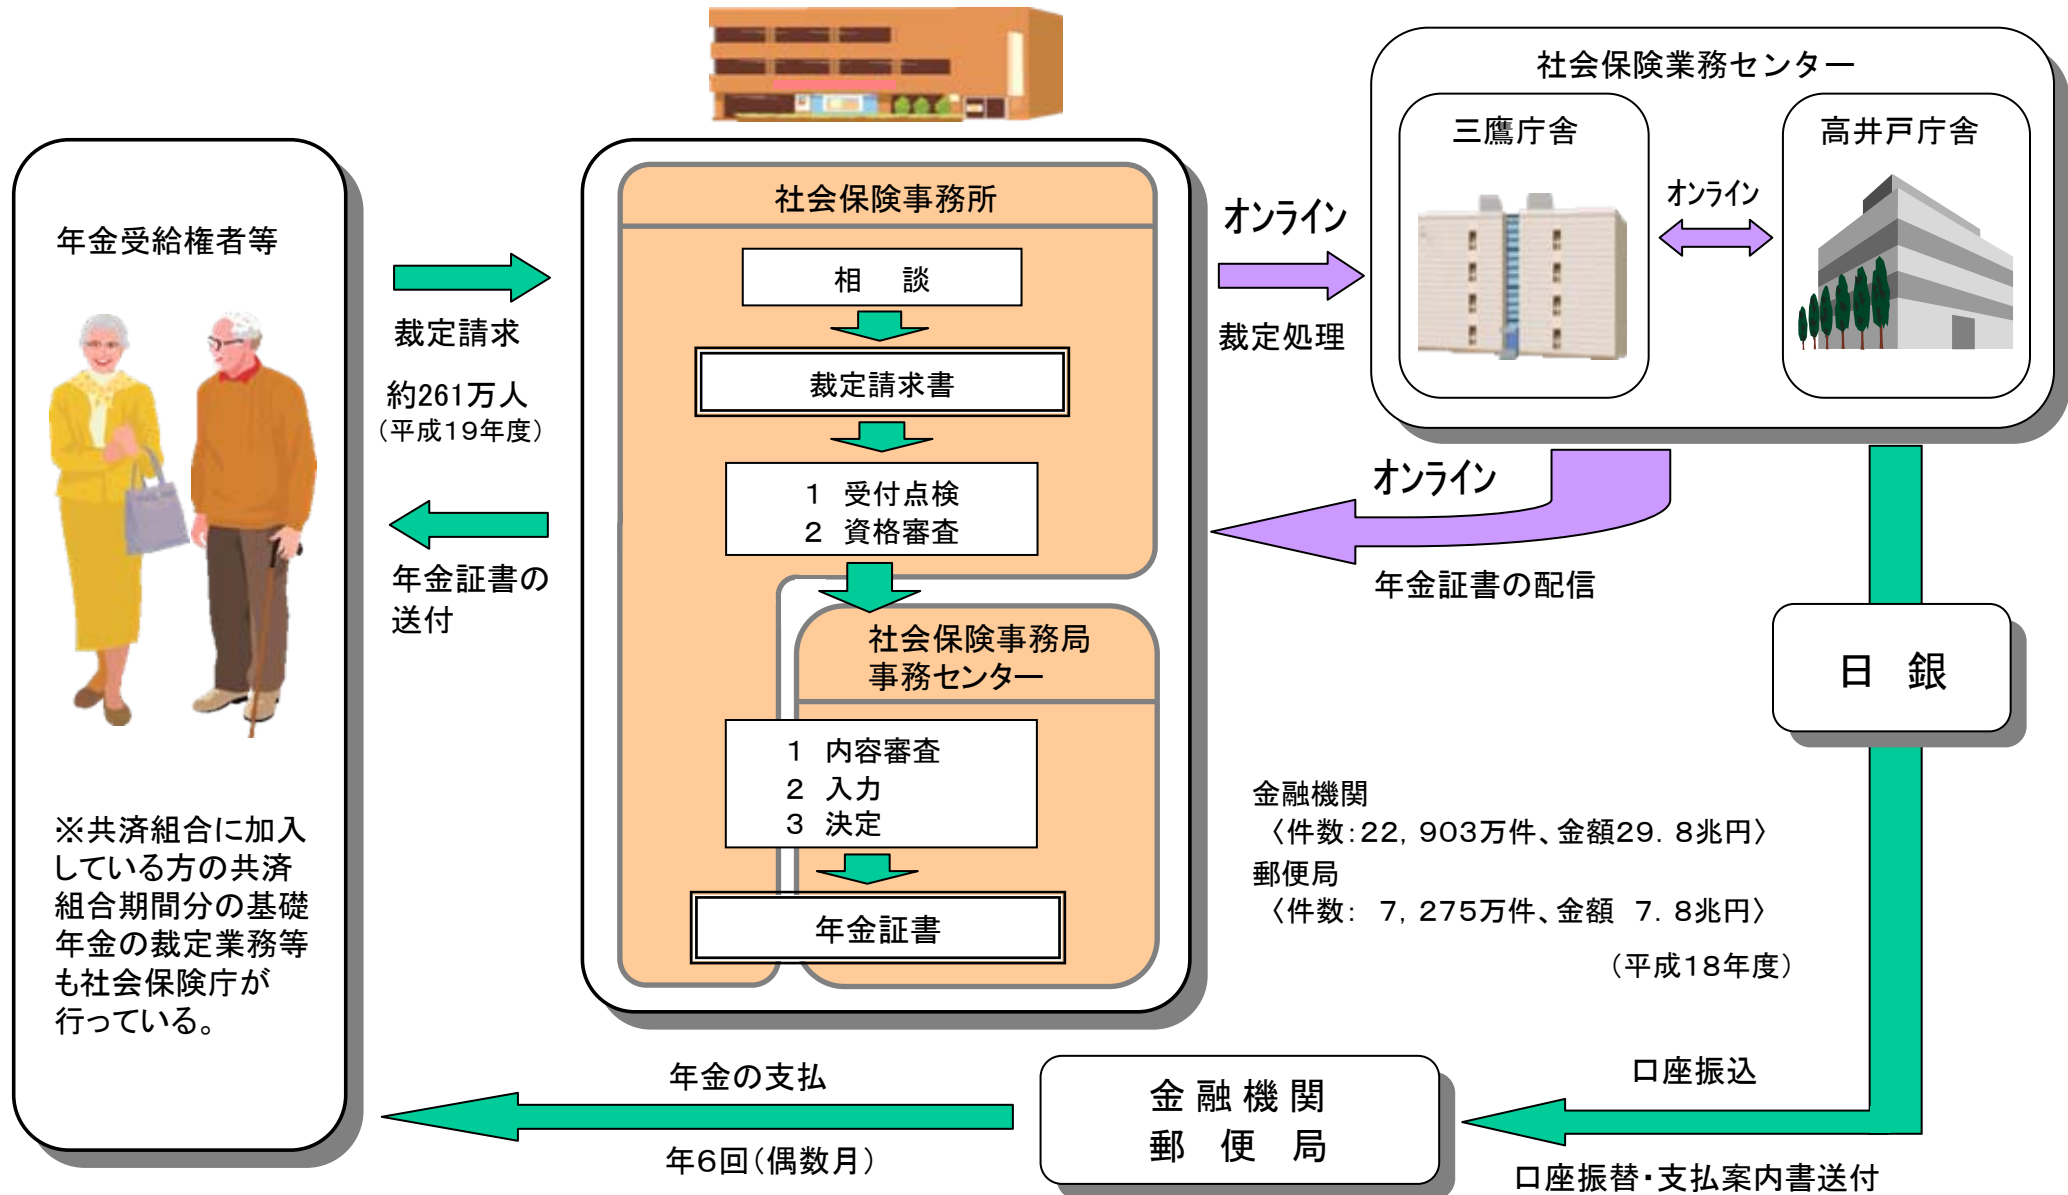 社会保険業務センター
三鷹庁舎
高井戸庁舎
オンライン
年金受給権者等
※共済組合に加入
している方の共済
組合期間分の基礎
年金の裁定業務等
も社会保険庁が
行っている。
裁定請求
約261万人
（平成19年度）
年金証書の
送付
社会保険事務所
相　談
裁定請求書
1　受付点検
2　資格審査
社会保険事務局
事務センター
1　内容審査
2　入力
3　決定
年金証書
オンライン
裁定処理
オンライン
年金証書の配信
日　銀
金融機関
〈件数：22，903万件、金額29．8兆円〉
郵便局
〈件数：　7，275万件、金額　7．8兆円〉
（平成18年度）
口座振込
口座振替・支払案内書送付
金融機関
郵　便　局
年金の支払
年6回（偶数月）